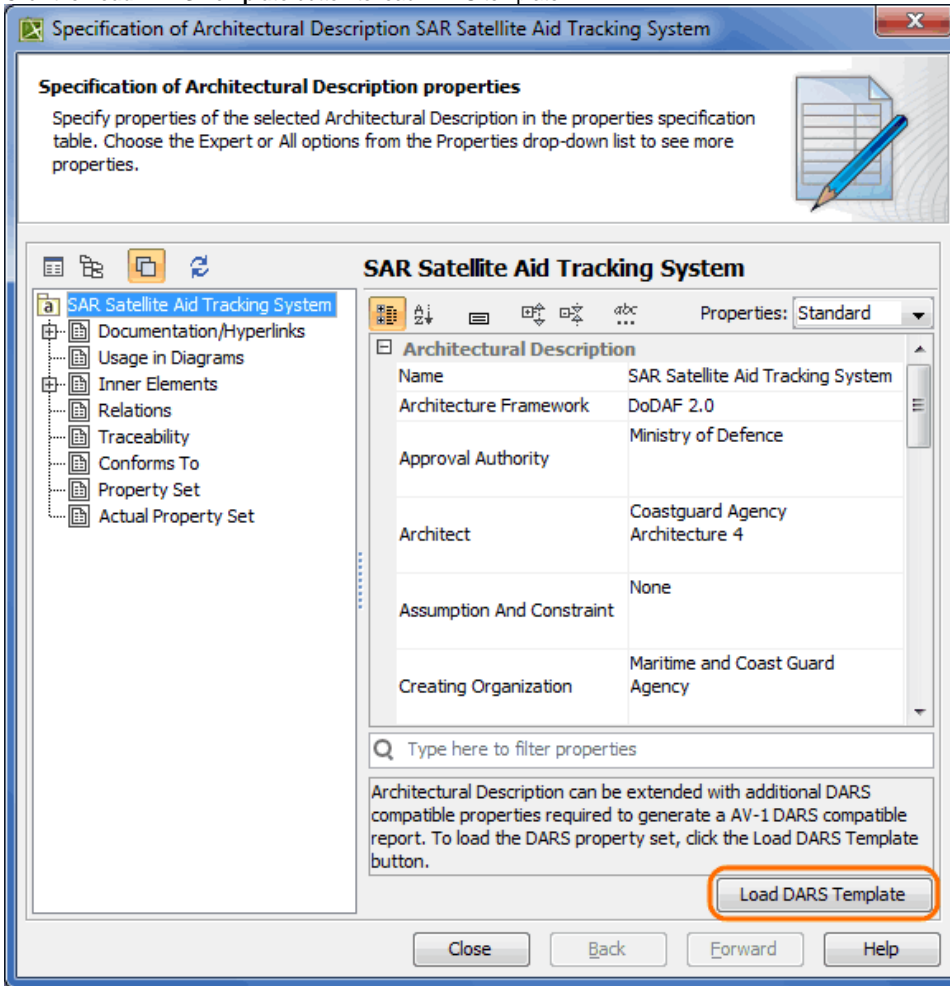 Specification of Architectural Description SAR Satellite Aid Tracking System
Specification of Architectural Description properties
Specify properties of the selected Architectural Description in the properties specification
table. Choose the Expert or All options from the Properties drop-down list to see more
properties.
SAR Satellite Aid Tracking System
SAR Satellite Aid Tracking System
Documentation/Hyperlinks
Usage in Diagrams
Inner Elements
Relations
Traceability
Conforms To
Property Set
Actual Property Set
Properties: Standard
Architectural Description
Name SAR Satellite Aid Tracking System
Architecture Framework DoDAF 2.0
Approval Authority Ministry of Defence
Architect Coastguard Agency
Architecture 4
Assumption And Constraint None
Creating Organization Maritime and Coast Guard
Agency
Type here to filter properties
Architectural Description can be extended with additional DARS
compatible properties required to generate a AV-1 DARS compatible
report. To load the DARS property set, click the Load DARS Template
button.
Load DARS Template
Close Back Forward Help